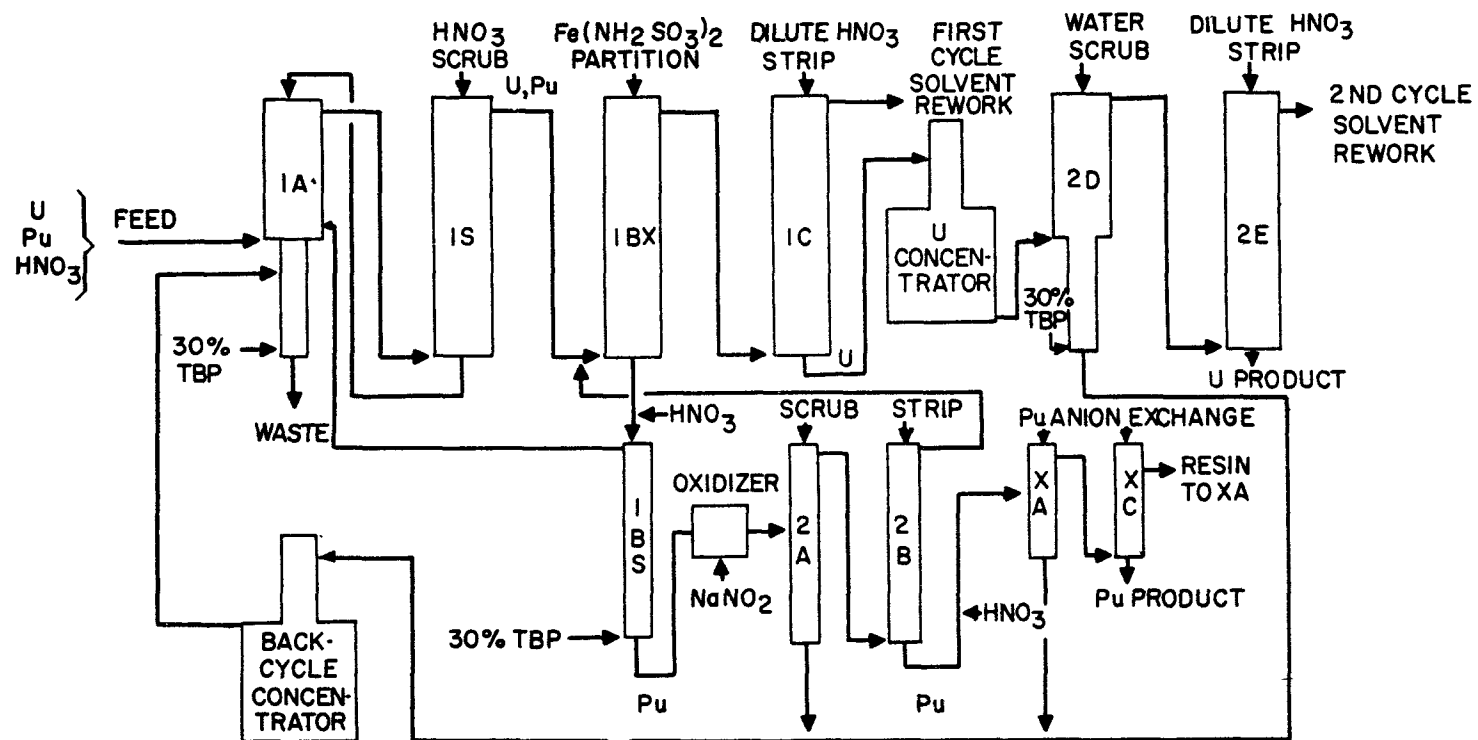 HNO3
SCRUB
Fe(NH2 SO3)2
PARTITION
DILUTE HNO3
STRIP
FIRST
CYCLE
SOLVENT
REWORK
WATER
SCRUB
DILUTE HNO3
STRIP
U,Pu
2ND CYCLE
SOLVENT
REWORK
1A
1S
1BX
1C
U
CONCEN-
TRATOR
2D
2E
U
Pu
HNO3
FEED
30%
TBP
30%
TBP
U
U PRODUCT
WASTE
HNO3
SCRUB
STRIP
Pu ANION EXCHANGE
RESIN
TO XA
OXIDIZER
1
B
S
2
A
2
B
X
A
X
C
NaNO2
HNO3
Pu PRODUCT
30% TBP
BACK-
CYCLE
CONCEN-
TRATOR
Pu
Pu